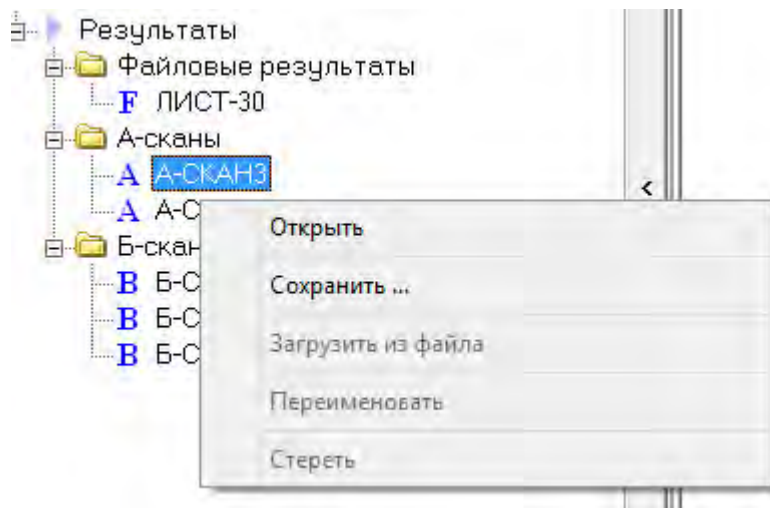 Результаты
Файловые результаты
F ЛИСТ-30
А-сканы
A А-СКАН3
A А-С
Открыть
Б-скан
Сохранить ...
B Б-С
B Б-С
Загрузить из файла
B Б-С
Переименовать
Стереть